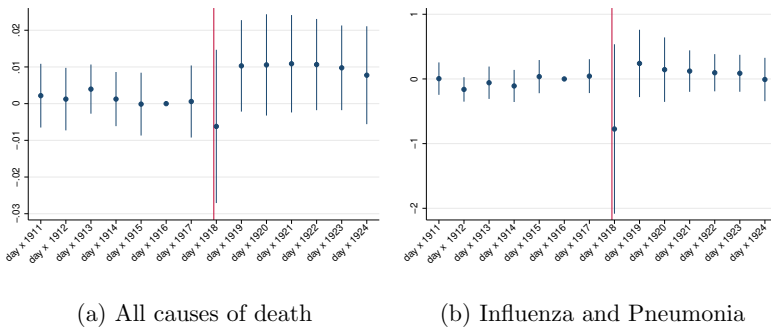 .02
.01
0
-.01
-.02
-.03
day x 1911
day x 1912
day x 1913
day x 1914
day x 1915
day x 1916
day x 1917
day x 1918
day x 1919
day x 1920
day x 1921
day x 1922
day x 1923
day x 1924
(a) All causes of death
1
0
-1
-2
day x 1911
day x 1912
day x 1913
day x 1914
day x 1915
day x 1916
day x 1917
day x 1918
day x 1919
day x 1920
day x 1921
day x 1922
day x 1923
day x 1924
(b) Influenza and Pneumonia